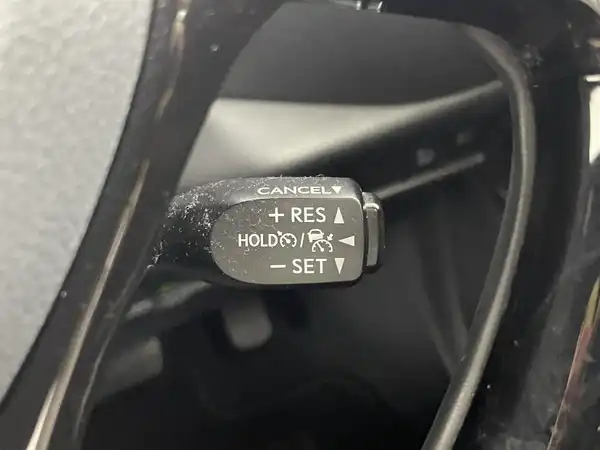 CANCEL▼
+ RES ▲
HOLD / ◀
− SET ▼